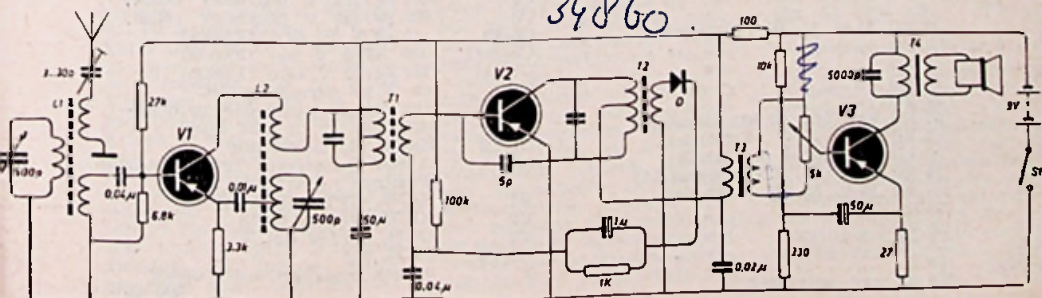 34860
100
3...30p
L1
27k
V1
L2
T1
V2
T2
D
10k
5000p
T4
V3
9V
500p
0,04µ
6,8k
0,01µ
500p
50µ
5p
100k
T3
5k
1µ
50µ
3,3k
0,04µ
1K
0,02µ
330
27